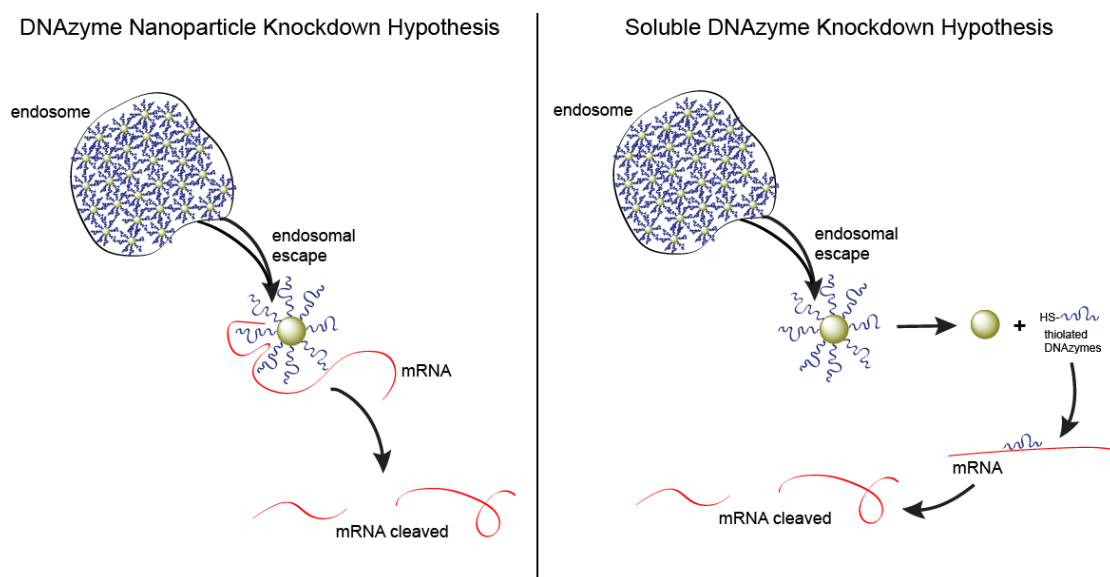 DNAzyme Nanoparticle Knockdown Hypothesis
endosome
endosomal
escape
mRNA
mRNA cleaved
Soluble DNAzyme Knockdown Hypothesis
endosome
endosomal
escape
+
HS-
thiolated
DNAzymes
mRNA
mRNA cleaved